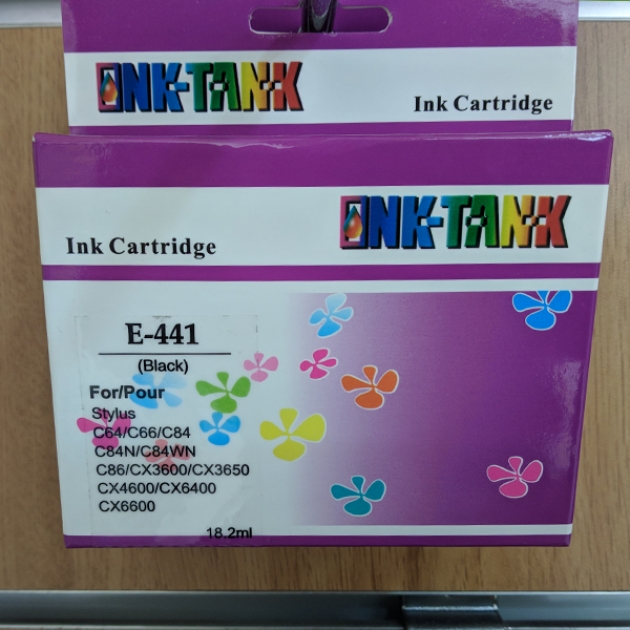 INK-TANK
Ink Cartridge
INK-TANK
Ink Cartridge
E-441
(Black)
For/Pour
Stylus
C64/C66/C84
C84N/C84WN
C86/CX3600/CX3650
CX4600/CX6400
CX6600
18.2ml